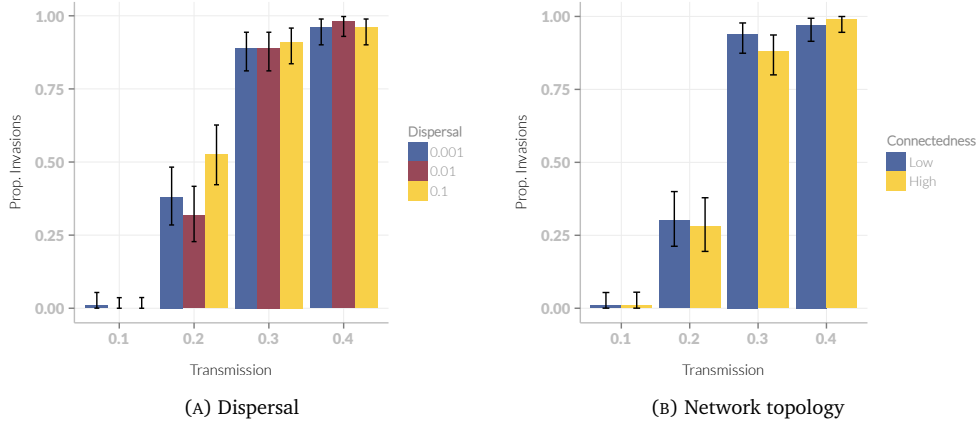 1.00
0.75
0.50
0.25
0.00
Prop. Invasions
0.1 0.2 0.3 0.4
Transmission
Dispersal
0.001
0.01
0.1
(A) Dispersal
1.00
0.75
0.50
0.25
0.00
Prop. Invasions
0.1 0.2 0.3 0.4
Transmission
Connectedness
Low
High
(B) Network topology